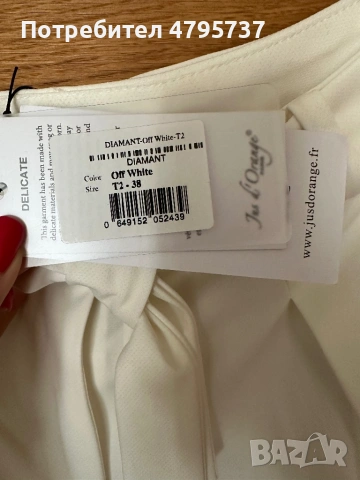 Потребител 4795737
DIAMANT-Off White-T2
DIAMANT
Color Off White
Size T2 - 38
0 649152 052439
Jus d'Orange
www.jusdorange.fr
DELICATE
This garment has been made with
delicate materials and
bazar